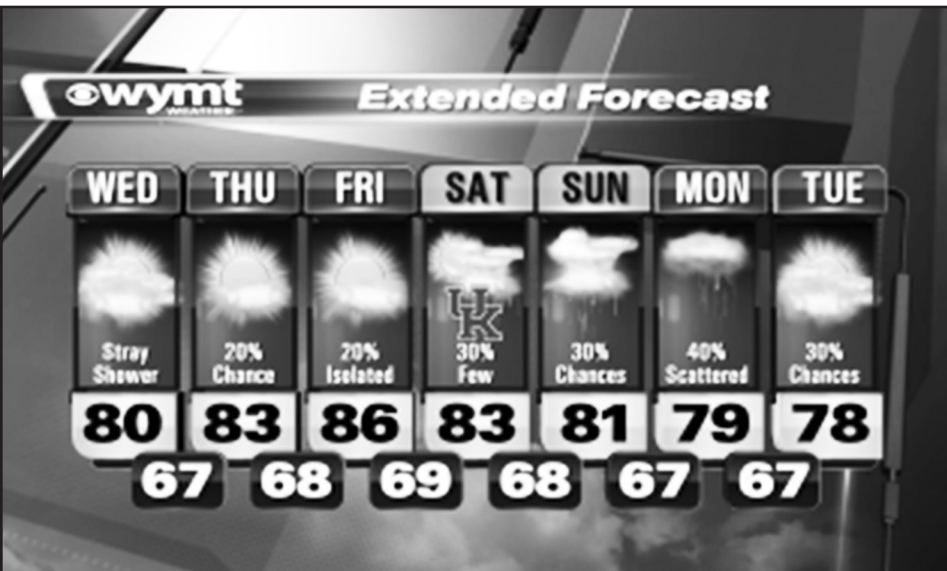 wymt
WEATHER
Extended Forecast
WED THU FRI SAT SUN MON TUE
UK
Stray 20% 20% 30% 30% 40% 30%
Shower Chance Isolated Few Chances Scattered Chances
80 83 86 83 81 79 78
67 68 69 68 67 67